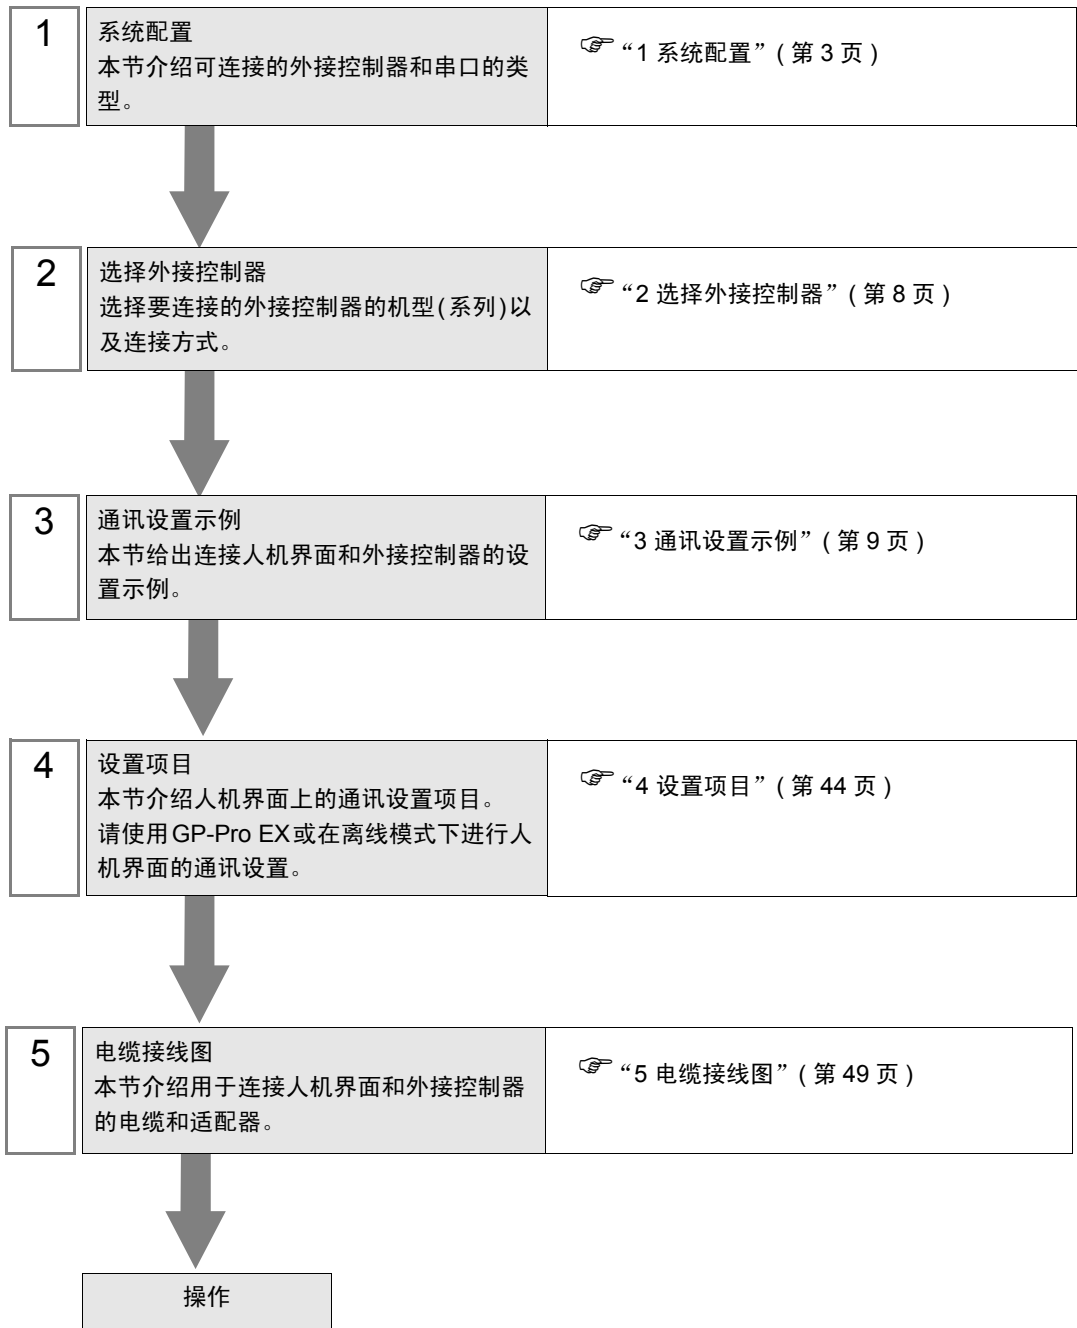 1
系统配置
本节介绍可连接的外接控制器和串口的类
型。
☞“1 系统配置” ( 第 3 页 )
2
选择外接控制器
选择要连接的外接控制器的机型(系列)以
及连接方式。
☞“2 选择外接控制器” ( 第 8 页 )
3
通讯设置示例
本节给出连接人机界面和外接控制器的设
置示例。
☞“3 通讯设置示例” ( 第 9 页 )
4
设置项目
本节介绍人机界面上的通讯设置项目。
请使用GP-Pro EX或在离线模式下进行人
机界面的通讯设置。
☞“4 设置项目” ( 第 44 页 )
5
电缆接线图
本节介绍用于连接人机界面和外接控制器
的电缆和适配器。
☞“5 电缆接线图” ( 第 49 页 )
操作